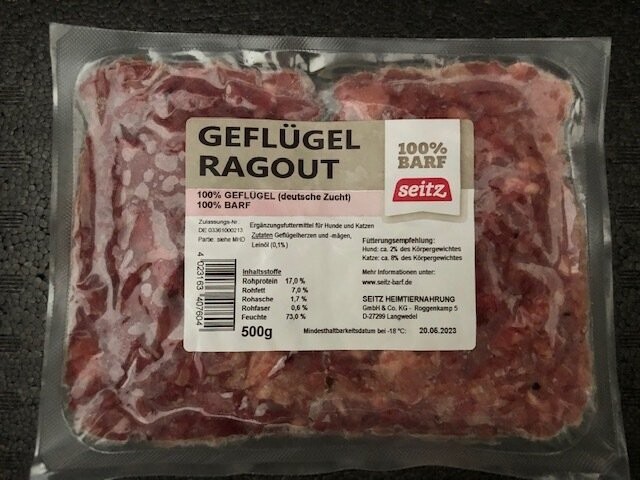 GEFLÜGEL
RAGOUT
100%
BARF
seitz
100% GEFLÜGEL (deutsche Zucht)
100% BARF
Zulassungs-Nr
DE 03361000213
Partie: siehe MHD
Ergänzungsfuttermittel für Hunde und Katzen
Zutaten Geflügelherzen und -mägen,
Leinöl (0,1%)
Fütterungsempfehlung:
Hund: ca. 2% des Körpergewichtes
Katze: ca. 8% des Körpergewichtes
Mehr Informationen unter:
www.seitz-barf.de
4 023163 407604
Inhaltsstoffe
Rohprotein 17,0 %
Rohfett 7,0 %
Rohasche 1,7 %
Rohfaser 0,6 %
Feuchte 73,0 %
SEITZ HEIMTIERNAHRUNG
GmbH & Co. KG - Roggenkamp 5
D-27299 Langwedel
500g
Mindesthaltbarkeitsdatum bei -18 °C: 20.06.2023